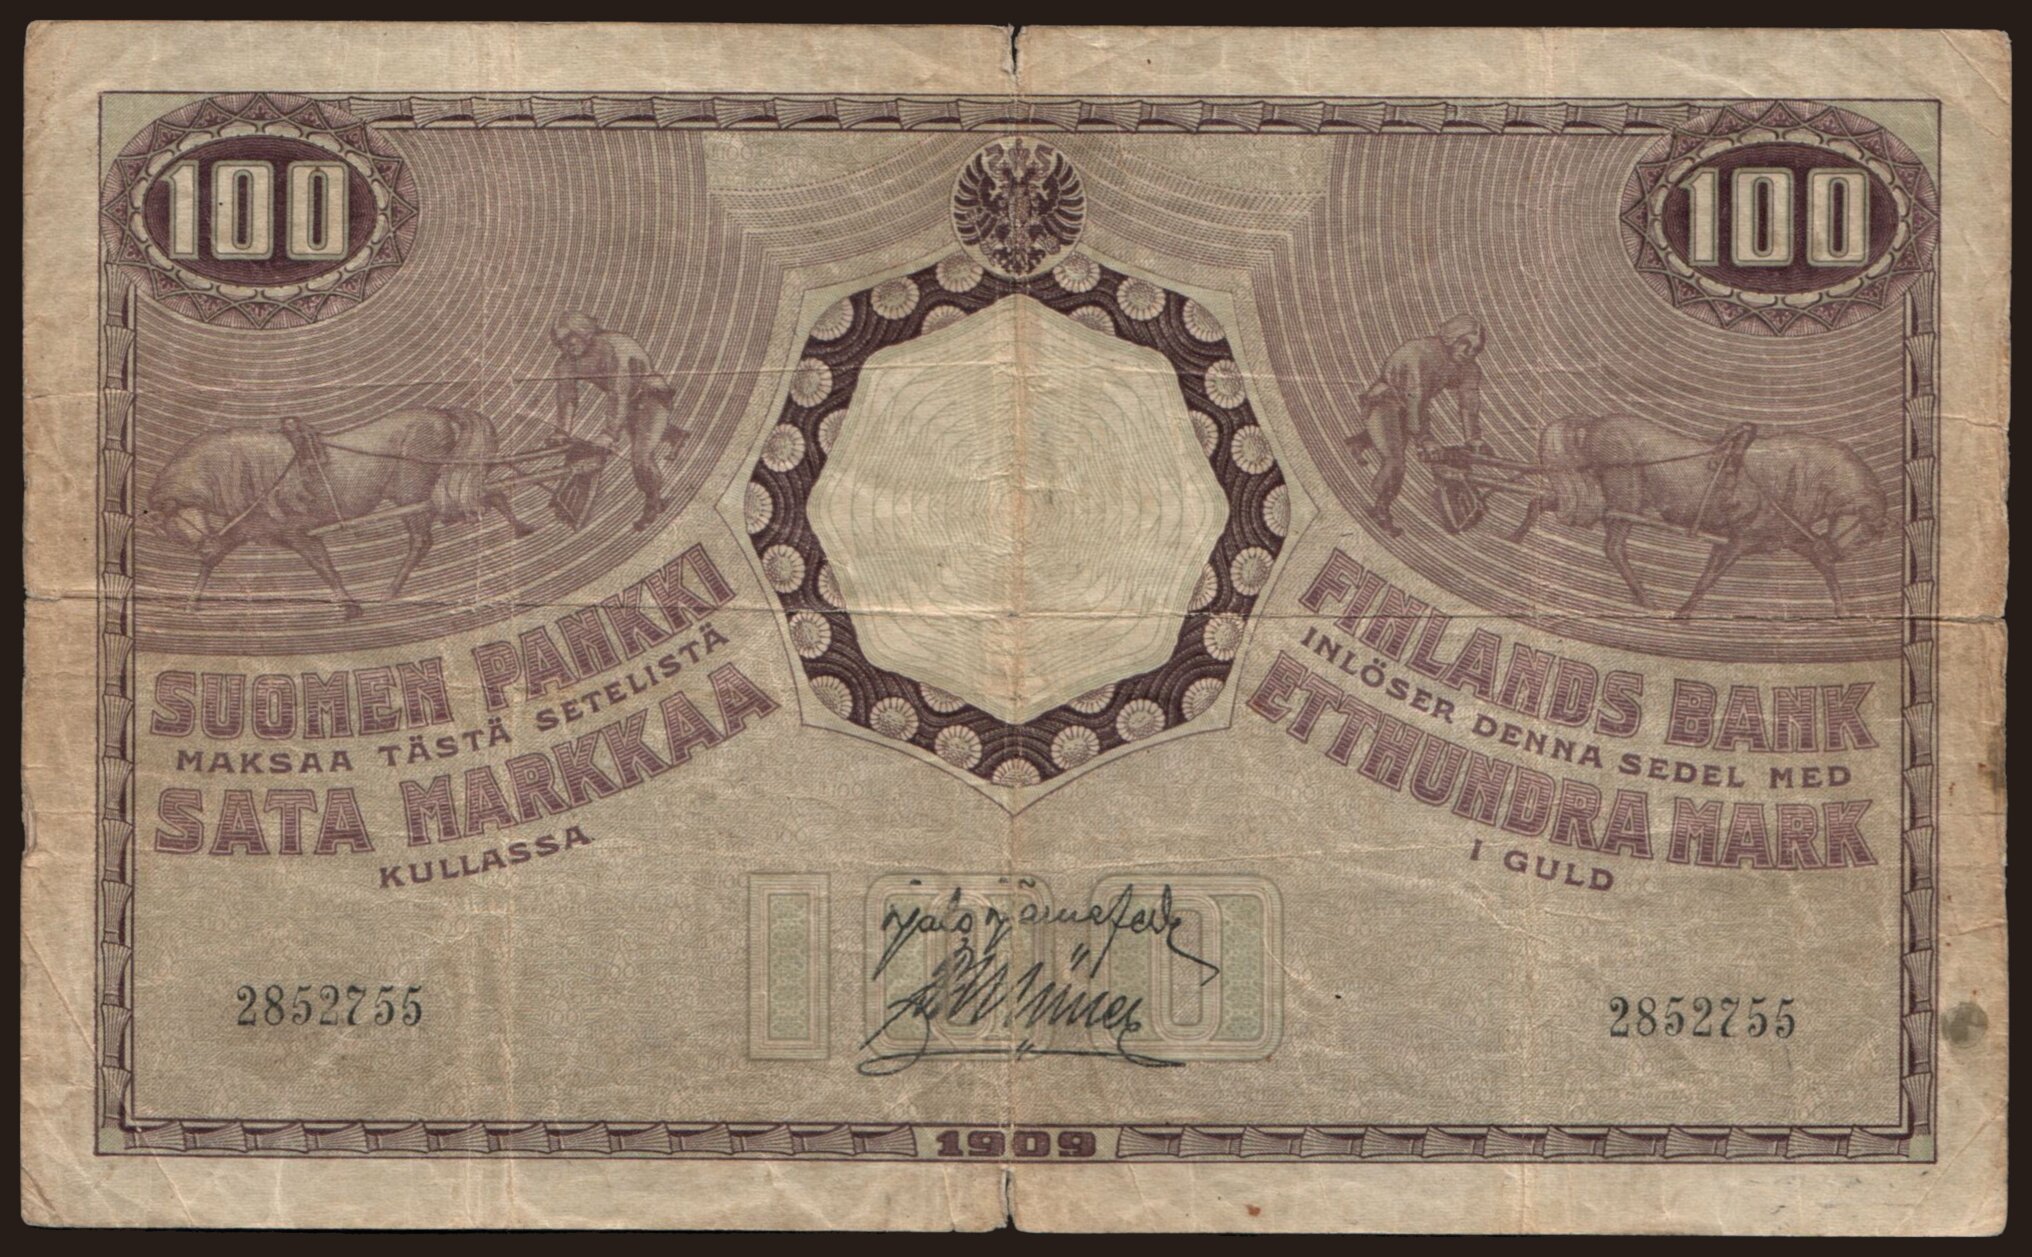 100
100
SUOMEN PANKKI
MAKSAA TÄSTÄ SETELISTÄ
SATA MARKKAA
KULLASSA
FINLANDS BANK
INLÖSER DENNA SEDEL MED
ETTHUNDRA MARK
I GULD
100
2852755
2852755
1909